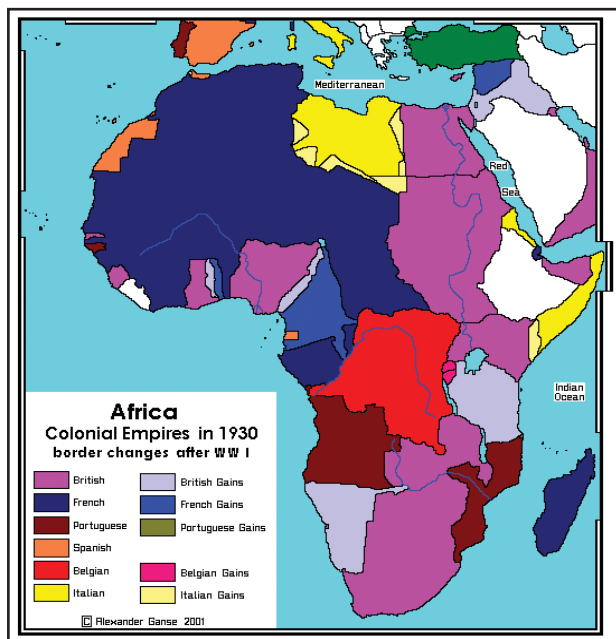 Mediterranean
Red
Sea
Indian
Ocean
Africa
Colonial Empires in 1930
border changes after WW I
British
British Gains
French
French Gains
Portuguese
Portuguese Gains
Spanish
Belgian
Belgian Gains
Italian
Italian Gains
C Alexander Ganse 2001